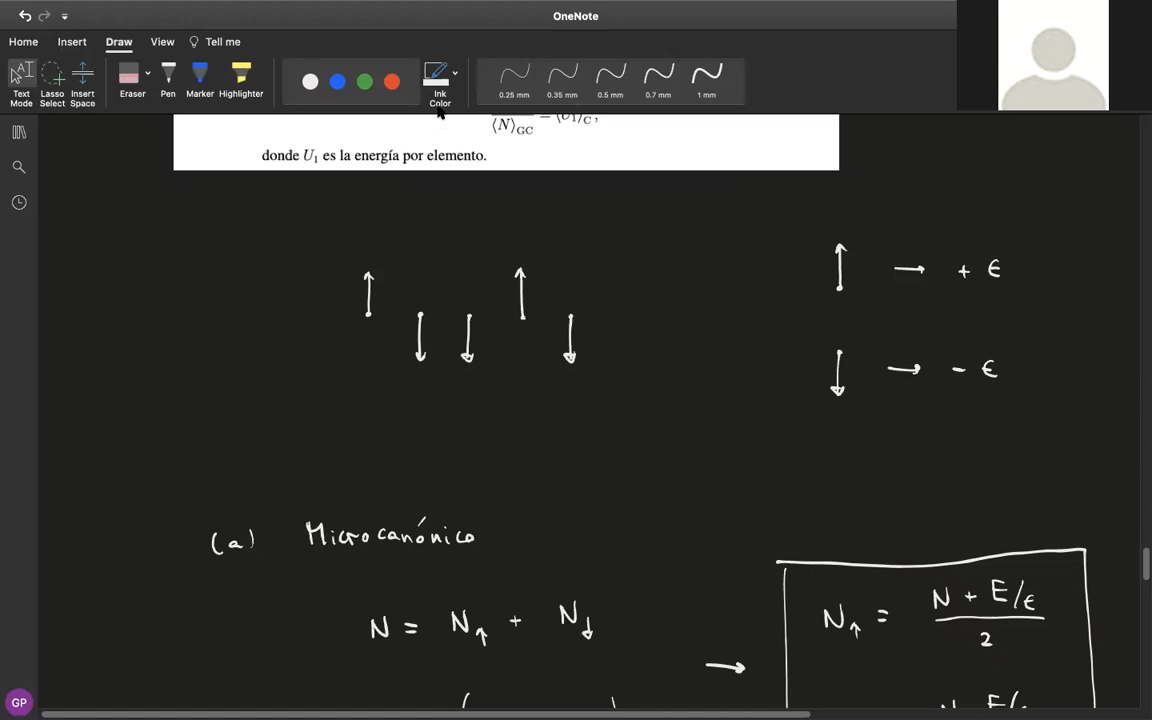 OneNote
Home Insert Draw View Tell me
Text Mode Lasso Select Insert Space Eraser Pen Marker Highlighter Ink Color 0.25 mm 0.35 mm 0.5 mm 0.7 mm 1 mm
⟨N⟩GC = ⟨U1⟩C ,
donde U1 es la energía por elemento.
↑ → + ϵ
↓ → - ϵ
(a) Microcanónico
N = N↑ + N↓
→
N↑ = (N + E/ϵ)/2
N - E/ϵ
GP